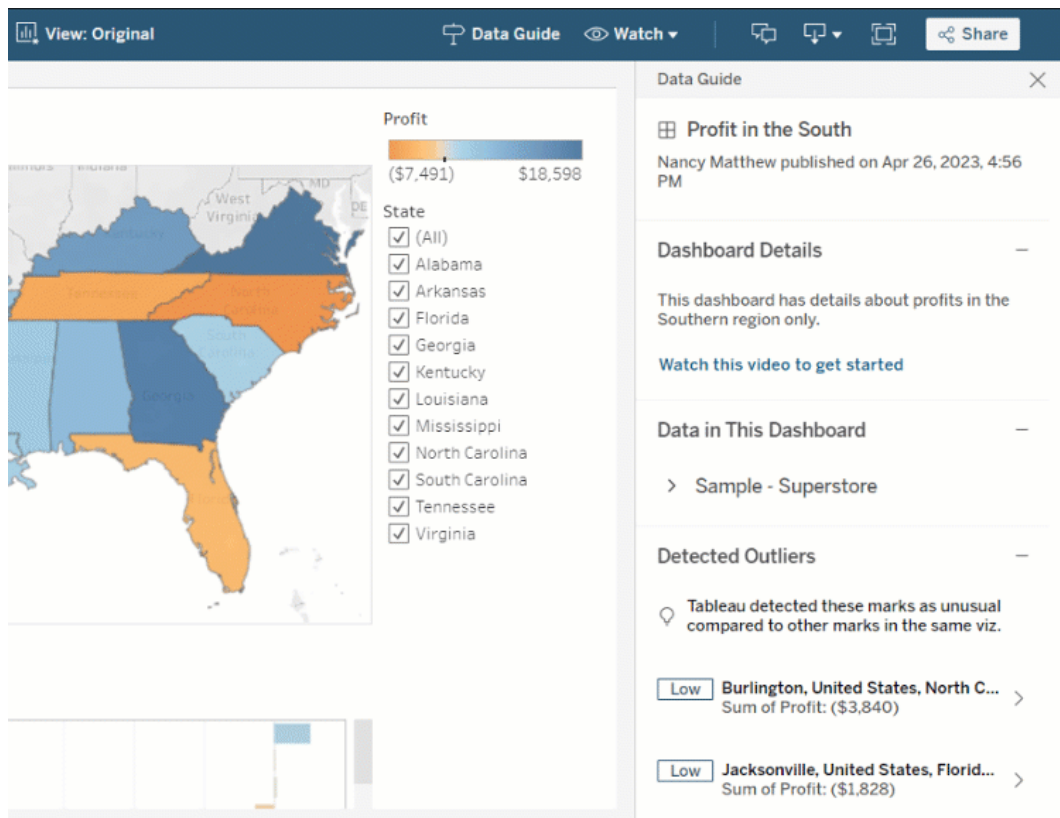 View: Original
Data Guide
Watch
Share
Data Guide
Profit in the South
Nancy Matthew published on Apr 26, 2023, 4:56
PM
Dashboard Details
This dashboard has details about profits in the
Southern region only.
Watch this video to get started
Data in This Dashboard
Sample - Superstore
Detected Outliers
Tableau detected these marks as unusual
compared to other marks in the same viz.
Low
Burlington, United States, North C...
Sum of Profit: ($3,840)
Low
Jacksonville, United States, Florid...
Sum of Profit: ($1,828)
Profit
($7,491) $18,598
State
(All)
Alabama
Arkansas
Florida
Georgia
Kentucky
Louisiana
Mississippi
North Carolina
South Carolina
Tennessee
Virginia
MD
DE
West
Virginia
Kentucky
Tennessee
North
Carolina
South
Carolina
Georgia